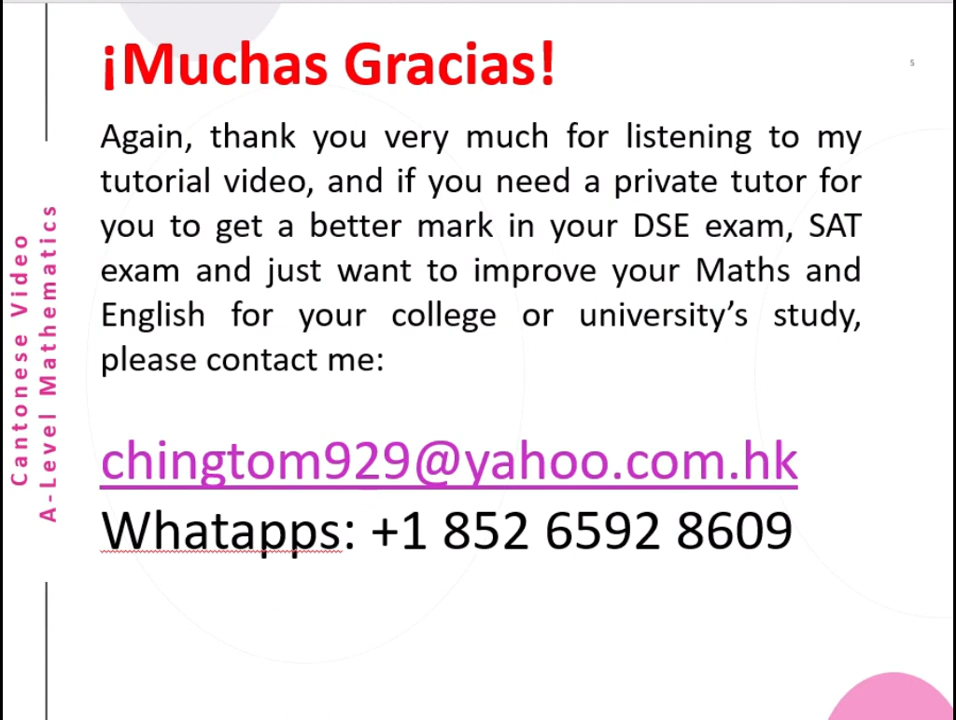 ¡Muchas Gracias!
5
Again, thank you very much for listening to my
tutorial video, and if you need a private tutor for
you to get a better mark in your DSE exam, SAT
exam and just want to improve your Maths and
English for your college or university’s study,
please contact me:
chingtom929@yahoo.com.hk
Whatapps: +1 852 6592 8609
Cantonese Video
A-Level Mathematics